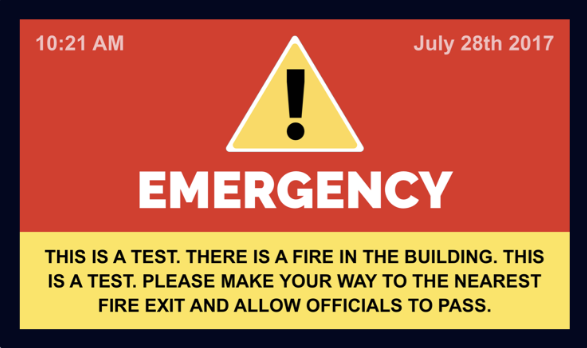 10:21 AM
July 28th 2017
EMERGENCY
THIS IS A TEST. THERE IS A FIRE IN THE BUILDING. THIS
IS A TEST. PLEASE MAKE YOUR WAY TO THE NEAREST
FIRE EXIT AND ALLOW OFFICIALS TO PASS.